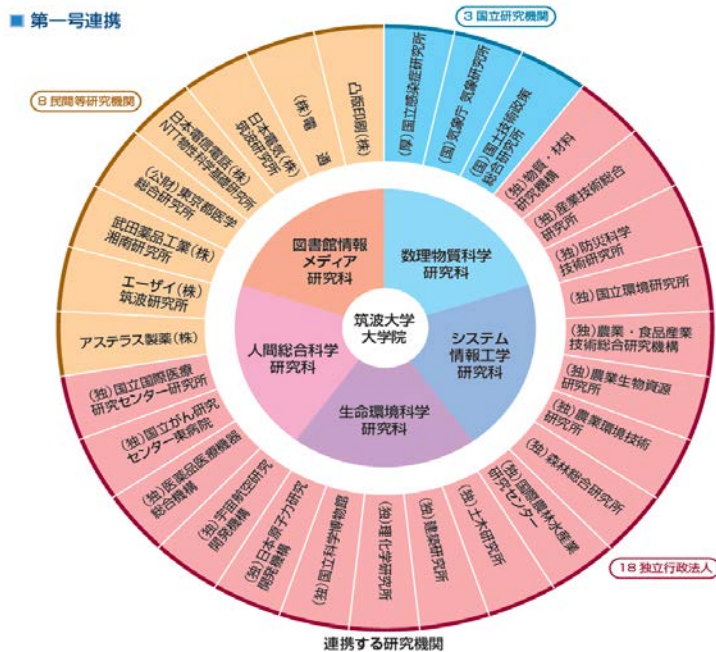 ■ 第一号連携
3 国立研究機関
8 民間等研究機関
18 独立行政法人
(厚)国立感染症研究所
(国)気象庁 気象研究所
(国)国土技術政策
総合研究所
(独)物質・材料
研究機構
(独)産業技術総合
研究所
(独)防災科学
技術研究所
(独)国立環境研究所
(独)農業・食品産業
技術総合研究機構
(独)農業生物資源
研究所
(独)農業環境技術
研究所
(独)森林総合研究所
(独)国際農林水産業
研究センター
(独)土木研究所
(独)建築研究所
(独)理化学研究所
(独)国立科学博物館
(独)日本原子力研究
開発機構
(独)宇宙航空研究
開発機構
(独)医薬品医療機器
総合機構
(独)国立がん研究
センター東病院
(独)国立国際医療
研究センター研究所
アステラス製薬(株)
エーザイ(株)
筑波研究所
武田薬品工業(株)
湘南研究所
(公財)東京都医学
総合研究所
日本電信電話(株)
NTT物性科学基礎研究所
日本電気(株)
筑波研究所
(株)電通
凸版印刷(株)
図書館情報
メディア
研究科
数理物質科学
研究科
システム
情報工学
研究科
生命環境科学
研究科
人間総合科学
研究科
筑波大学
大学院
連携する研究機関